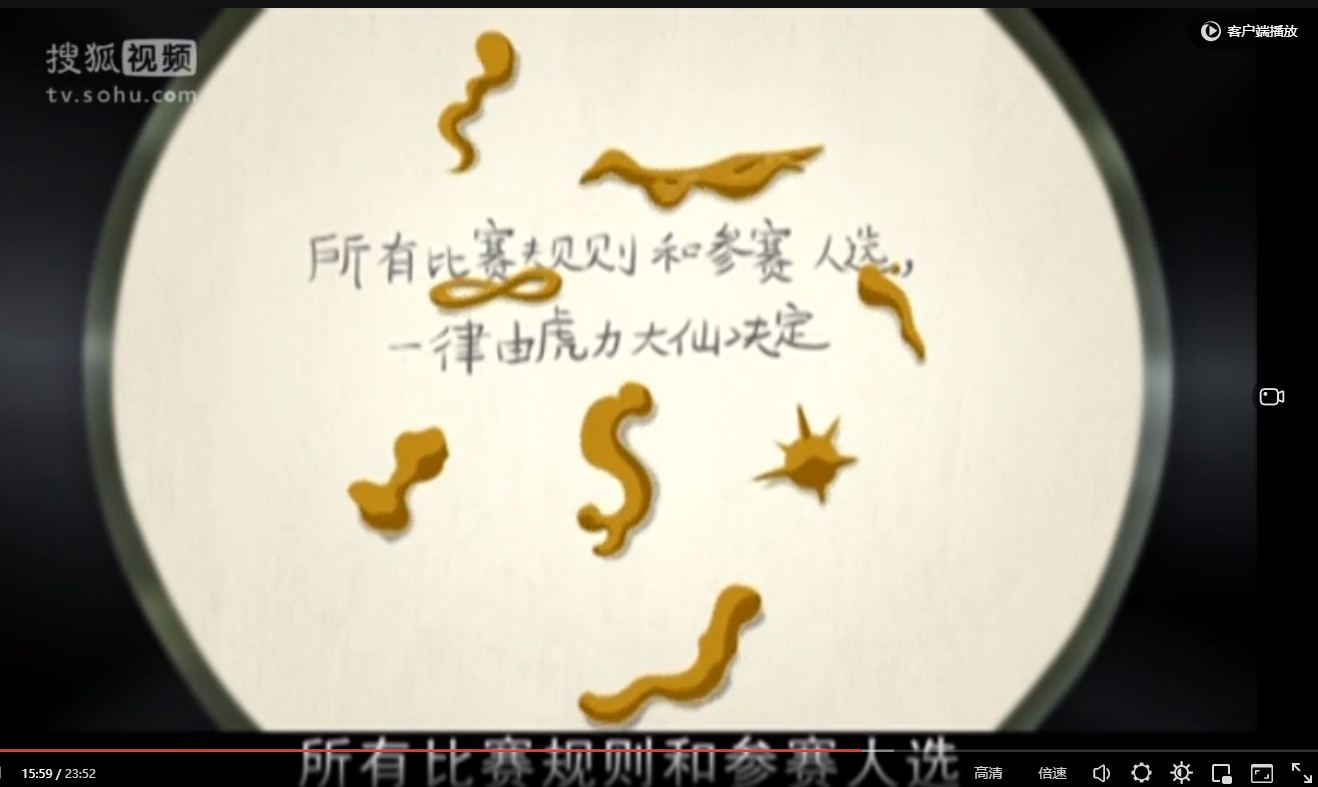 搜狐视频
tv.sohu.com
客户端播放
所有比赛规则和参赛人选,
一律由虎力大仙决定
所有比赛规则和参赛人选
15:59 / 23:52
高清
倍速